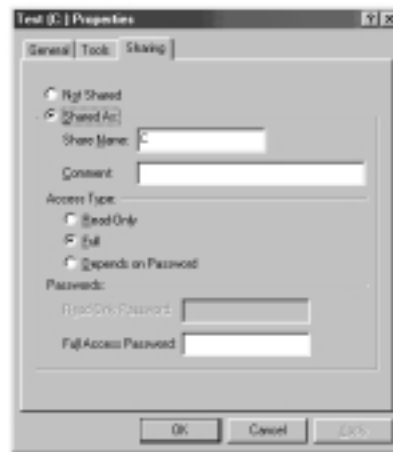 Test (C:) Properties
General Tools Sharing
Not Shared
Shared As:
Share Name: C
Comment:
Access Type:
Read Only
Full
Depends on Password
Passwords:
Read Only Password:
Full Access Password:
OK Cancel Apply